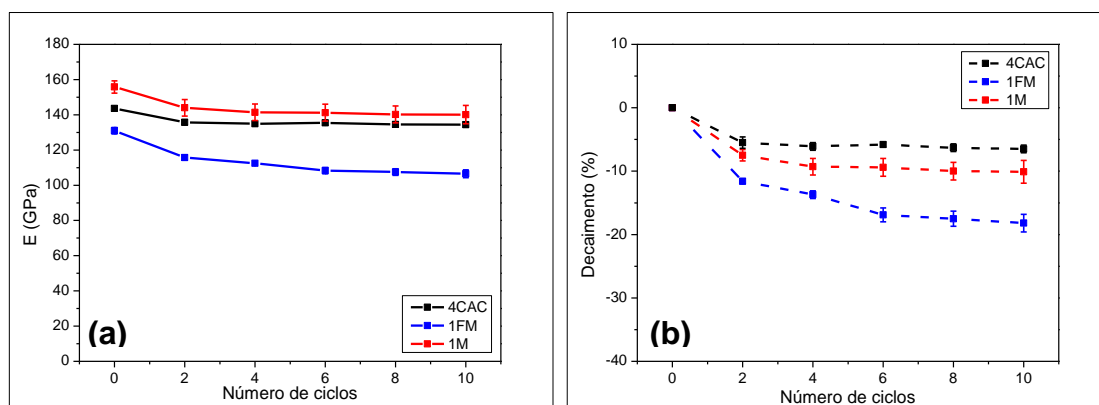 180
160
140
120
100
80
60
40
20
0
E (GPa)
(a)
4CAC
1FM
1M
0 2 4 6 8 10
Número de ciclos
10
0
-10
-20
-30
-40
Decaimento (%)
4CAC
1FM
1M
(b)
0 2 4 6 8 10
Número de ciclos